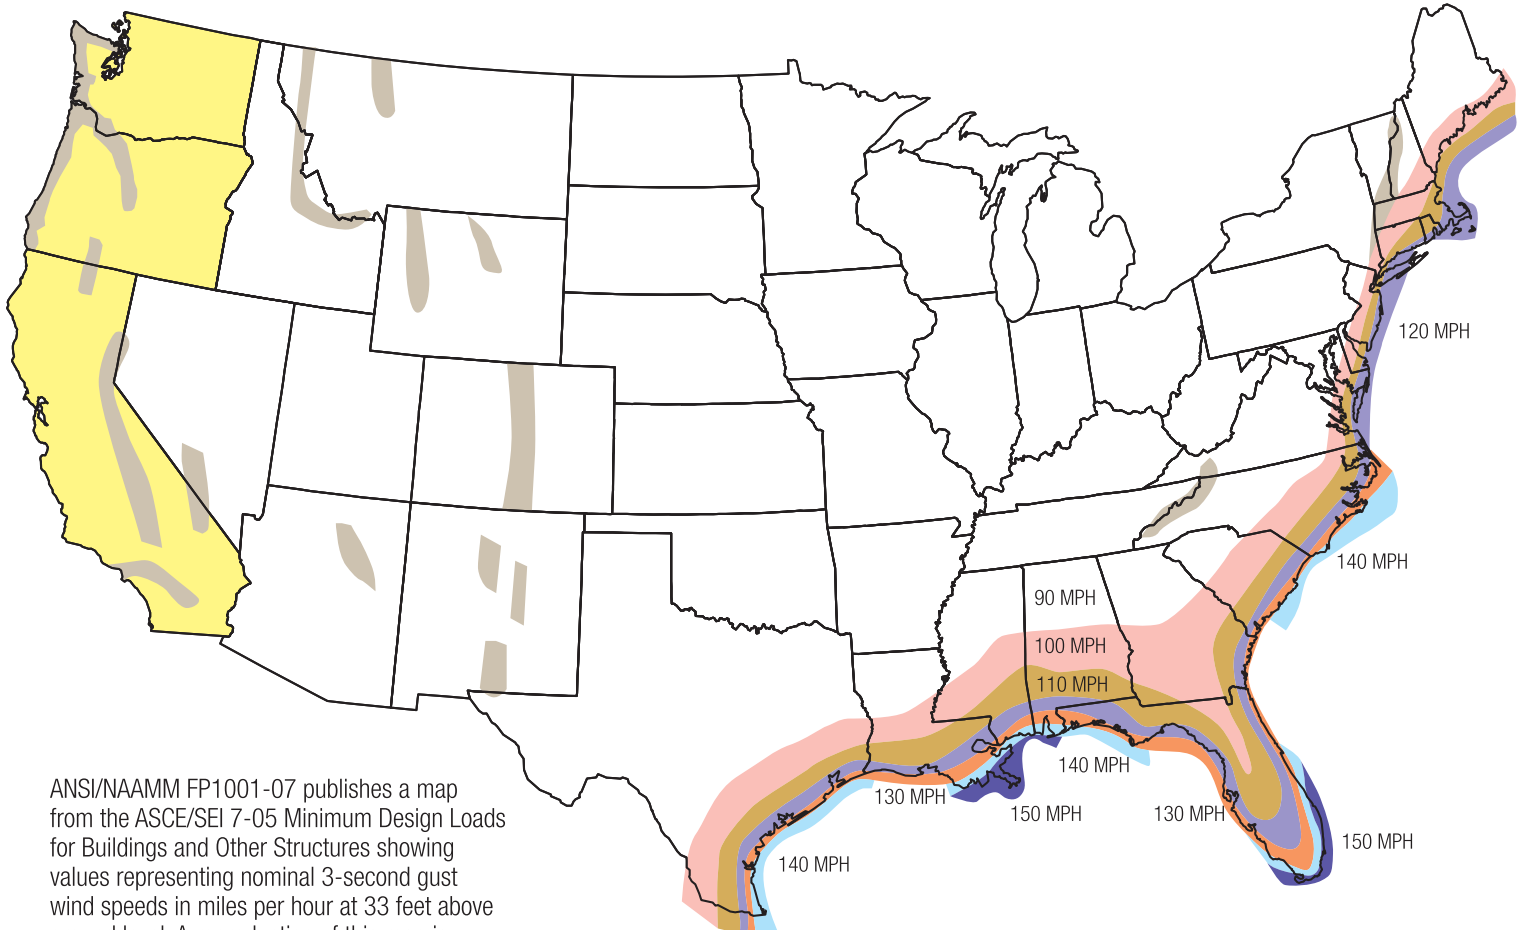 120 MPH
140 MPH
90 MPH
100 MPH
110 MPH
140 MPH
130 MPH
150 MPH
130 MPH
150 MPH
140 MPH
ANSI/NAAMM FP1001-07 publishes a map
from the ASCE/SEI 7-05 Minimum Design Loads
for Buildings and Other Structures showing
values representing nominal 3-second gust
wind speeds in miles per hour at 33 feet above